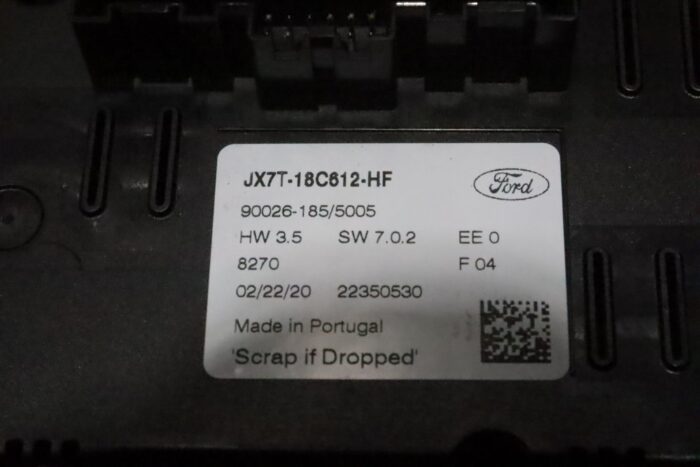 JX7T-18C612-HF
Ford
90026-185/5005
HW 3.5 SW 7.0.2 EE 0
8270 F 04
02/22/20 22350530
Made in Portugal
'Scrap if Dropped'